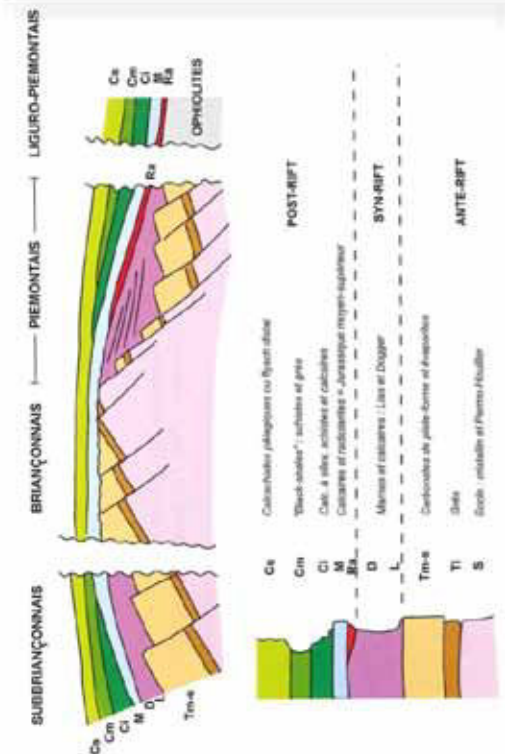 SUBBRIANÇONNAIS
BRIANÇONNAIS
PIEMONTAIS
LIGURO-PIEMONTAIS
Cs
Cm
Ci
M
D
L
Tm-s
Ra
Cs
Cm
Ci
M
Ra
OPHIOLITES
Cs Calcschistes pélagiques ou flysch distal
Cm "Black-shales" : schistes et grès
Ci Calc. à silex, schistes et calcaires
M Calcaires et radiolarites = Jurassique moyen-supérieur
Ra
D Marnes et calcaires : Lias et Dogger
L
Tm-s Carbonates de plate-forme et évaporites
Ti Grès
S Socle : cristallin et Permo-Houiller
POST-RIFT
SYN-RIFT
ANTE-RIFT